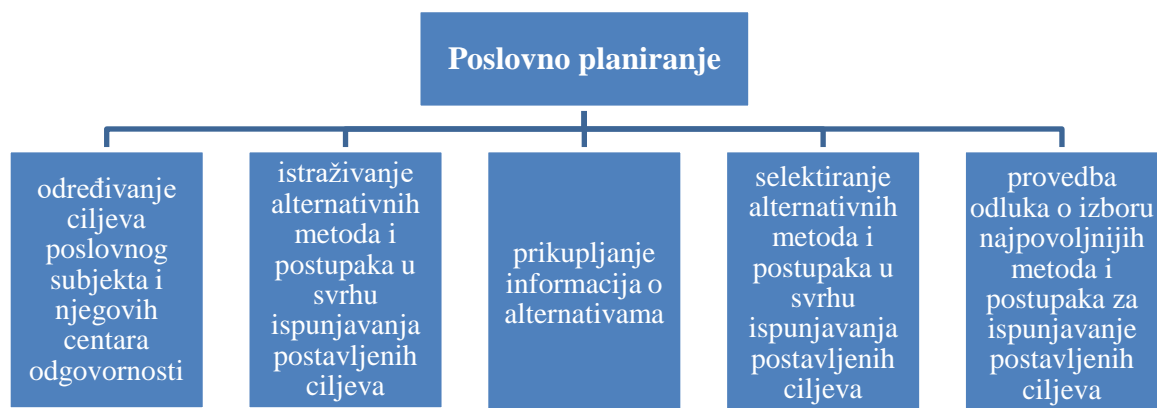 Poslovno planiranje
određivanje
ciljeva
poslovnog
subjekta i
njegovih
centara
odgovornosti
istraživanje
alternativnih
metoda i
postupaka u
svrhu
ispunjavanja
postavljenih
ciljeva
prikupljanje
informacija o
alternativama
selektiranje
alternativnih
metoda i
postupaka u
svrhu
ispunjavanja
postavljenih
ciljeva
provedba
odluka o izboru
najpovoljnijih
metoda i
postupaka za
ispunjavanje
postavljenih
ciljeva